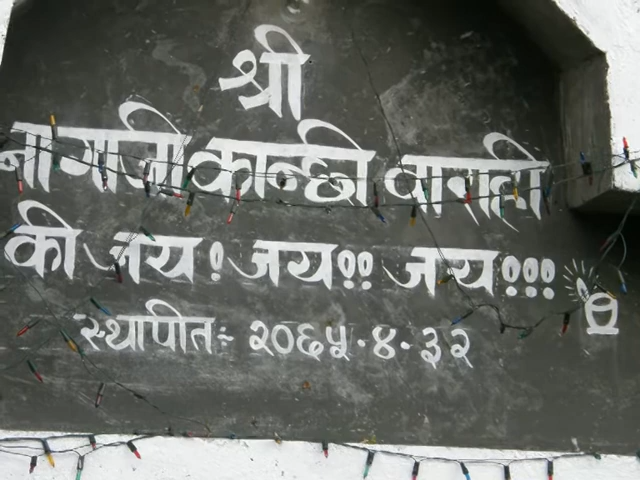 श्री
नागाजी कान्छी वाराही
की जय! जय!! जय!!!
स्थापीतः- २०६५-४-३२